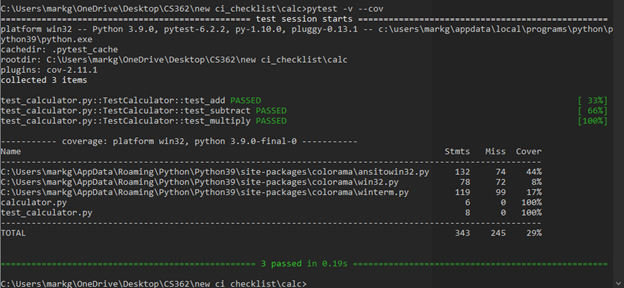 C:\Users\markg\OneDrive\Desktop\CS362\new ci_checklist\calc>pytest -v --cov
================================================= test session starts =================================================
platform win32 -- Python 3.9.0, pytest-6.2.2, py-1.10.0, pluggy-0.13.1 -- c:\users\markg\appdata\local\programs\python\p
ython39\python.exe
cachedir: .pytest_cache
rootdir: C:\Users\markg\OneDrive\Desktop\CS362\new ci_checklist\calc
plugins: cov-2.11.1
collected 3 items
test_calculator.py::TestCalculator::test_add PASSED [ 33%]
test_calculator.py::TestCalculator::test_subtract PASSED [ 66%]
test_calculator.py::TestCalculator::test_multiply PASSED [100%]
----------- coverage: platform win32, python 3.9.0-final-0 -----------
Name Stmts Miss Cover
---------------------------------------------------------------------------------------------------------
C:\Users\markg\AppData\Roaming\Python\Python39\site-packages\colorama\ansitowin32.py 132 74 44%
C:\Users\markg\AppData\Roaming\Python\Python39\site-packages\colorama\win32.py 78 72 8%
C:\Users\markg\AppData\Roaming\Python\Python39\site-packages\colorama\winterm.py 119 99 17%
calculator.py 6 0 100%
test_calculator.py 8 0 100%
---------------------------------------------------------------------------------------------------------
TOTAL 343 245 29%
================================================== 3 passed in 0.19s ==================================================
C:\Users\markg\OneDrive\Desktop\CS362\new ci_checklist\calc>